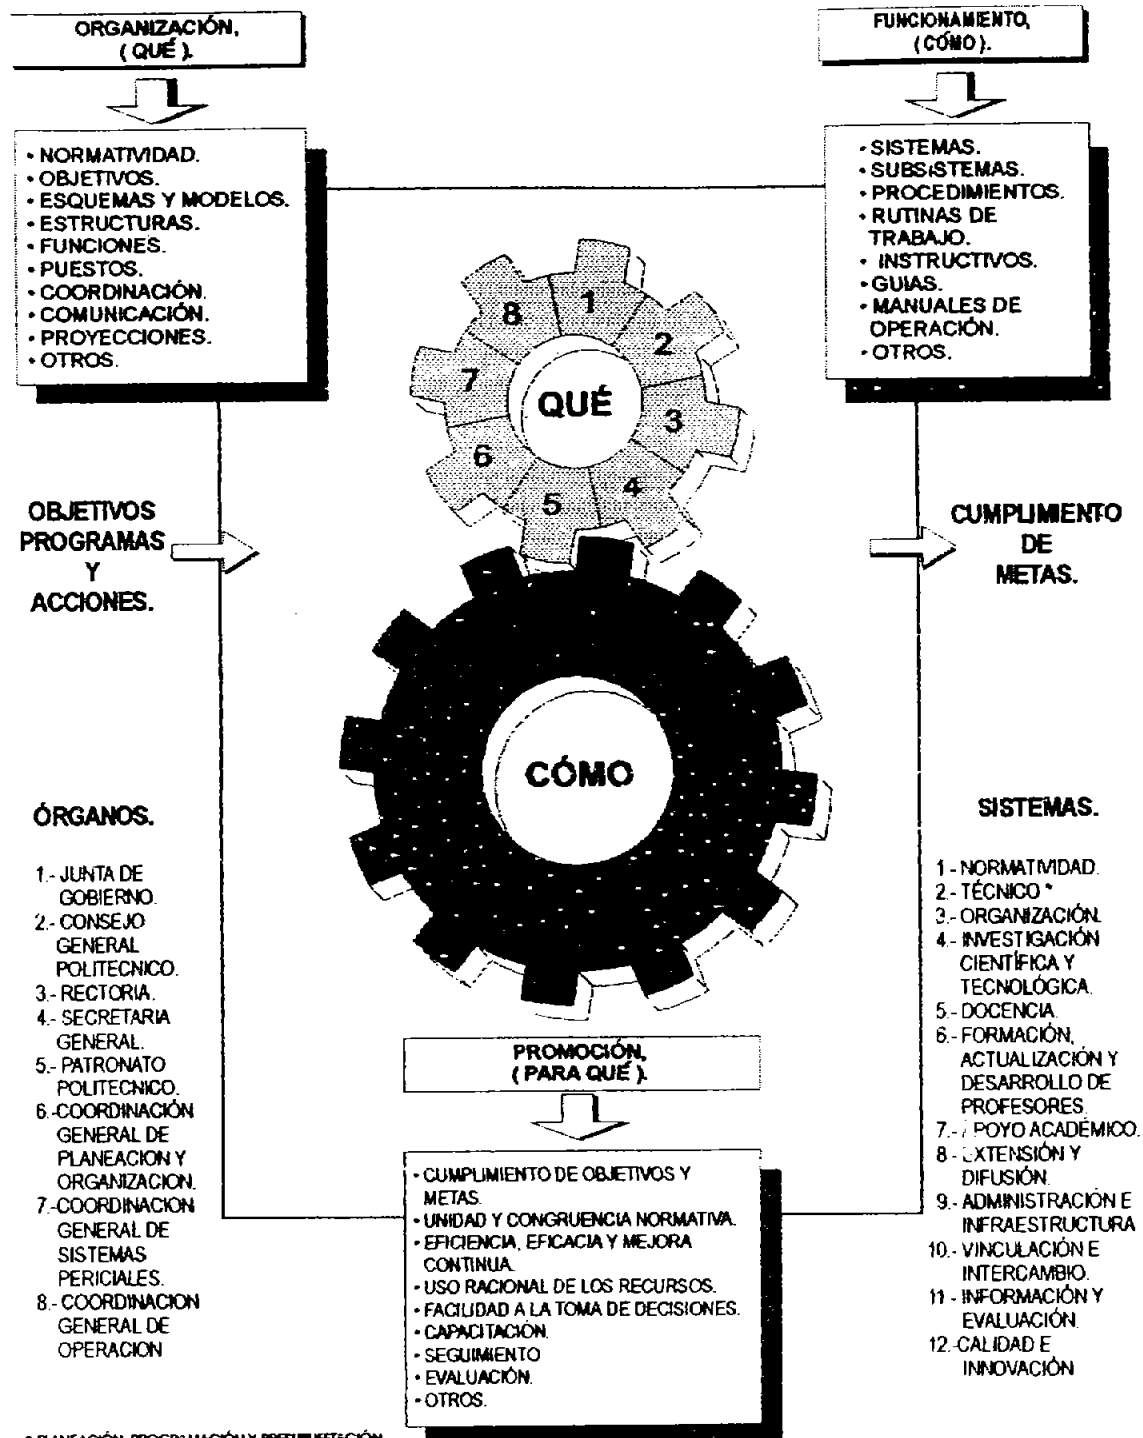 ORGANIZACIÓN,
( QUÉ ).
FUNCIONAMIENTO,
( CÓMO ).
• NORMATIVIDAD.
• OBJETIVOS.
• ESQUEMAS Y MODELOS.
• ESTRUCTURAS.
• FUNCIONES.
• PUESTOS.
• COORDINACIÓN.
• COMUNICACIÓN.
• PROYECCIONES.
• OTROS.
• SISTEMAS.
• SUBSISTEMAS.
• PROCEDIMIENTOS.
• RUTINAS DE
TRABAJO.
• INSTRUCTIVOS.
• GUIAS.
• MANUALES DE
OPERACIÓN.
• OTROS.
1
2
3
4
5
6
7
8
QUÉ
OBJETIVOS
PROGRAMAS
Y
ACCIONES.
CUMPLIMIENTO
DE
METAS.
CÓMO
ÓRGANOS.
1.- JUNTA DE
GOBIERNO.
2.- CONSEJO
GENERAL
POLITECNICO.
3.- RECTORIA.
4.- SECRETARIA
GENERAL.
5.- PATRONATO
POLITECNICO.
6.-COORDINACIÓN
GENERAL DE
PLANEACION Y
ORGANIZACION.
7.-COORDINACION
GENERAL DE
SISTEMAS
PERICIALES.
8.- COORDINACION
GENERAL DE
OPERACION
SISTEMAS.
1 - NORMATIVIDAD.
2.- TÉCNICO *
3.- ORGANIZACIÓN.
4.- INVESTIGACIÓN
CIENTÍFICA Y
TECNOLÓGICA.
5.- DOCENCIA.
6.- FORMACIÓN,
ACTUALIZACIÓN Y
DESARROLLO DE
PROFESORES.
7.- APOYO ACADÉMICO.
8 - EXTENSIÓN Y
DIFUSIÓN.
9.- ADMINISTRACIÓN E
INFRAESTRUCTURA
10.- VINCULACIÓN E
INTERCAMBIO.
11 - INFORMACIÓN Y
EVALUACIÓN.
12.-CALIDAD E
INNOVACIÓN
PROMOCIÓN,
( PARA QUÉ ).
• CUMPLIMIENTO DE OBJETIVOS Y
METAS.
• UNIDAD Y CONGRUENCIA NORMATIVA.
• EFICIENCIA, EFICACIA Y MEJORA
CONTINUA.
• USO RACIONAL DE LOS RECURSOS.
• FACILIDAD A LA TOMA DE DECISIONES.
• CAPACITACIÓN.
• SEGUIMIENTO
• EVALUACIÓN.
• OTROS.
* PLANEACIÓN, PROGRAMACIÓN Y PRESUPUESTACIÓN